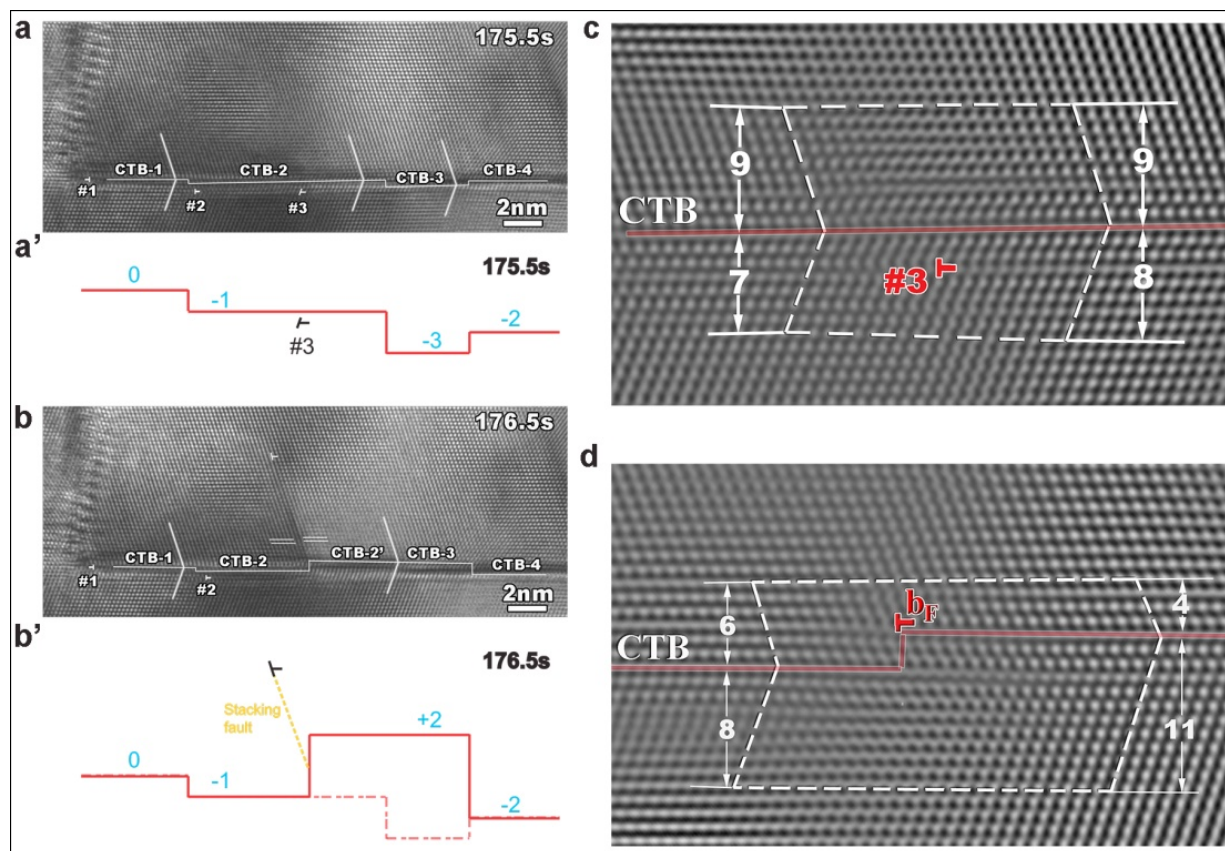 a
175.5s
CTB-1
CTB-2
CTB-3
CTB-4
#1
#2
#3
2nm
a'
175.5s
0
-1
#3
-3
-2
b
176.5s
CTB-1
CTB-2
CTB-2'
CTB-3
CTB-4
#1
#2
2nm
b'
176.5s
Stacking
fault
0
-1
+2
-2
c
9
9
CTB
7
#3
8
d
6
bF
4
CTB
8
11